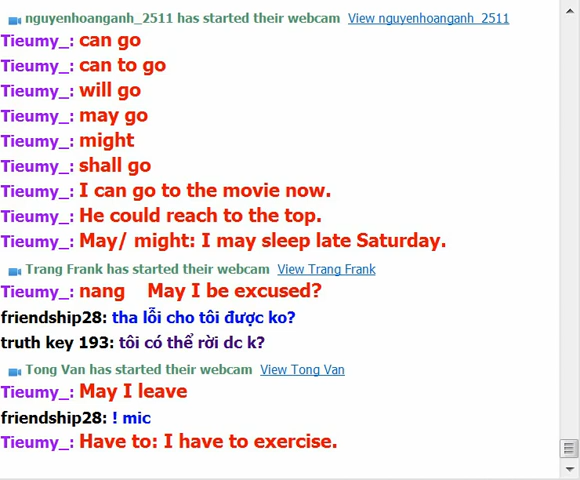 nguyenhoanganh_2511 has started their webcam View nguyenhoanganh_2511
Tieumy_: can go
Tieumy_: can to go
Tieumy_: will go
Tieumy_: may go
Tieumy_: might
Tieumy_: shall go
Tieumy_: I can go to the movie now.
Tieumy_: He could reach to the top.
Tieumy_: May/ might: I may sleep late Saturday.
Trang Frank has started their webcam View Trang Frank
Tieumy_: nang May I be excused?
friendship28: tha lỗi cho tôi được ko?
truth key 193: tôi có thể rời dc k?
Tong Van has started their webcam View Tong Van
Tieumy_: May I leave
friendship28: ! mic
Tieumy_: Have to: I have to exercise.